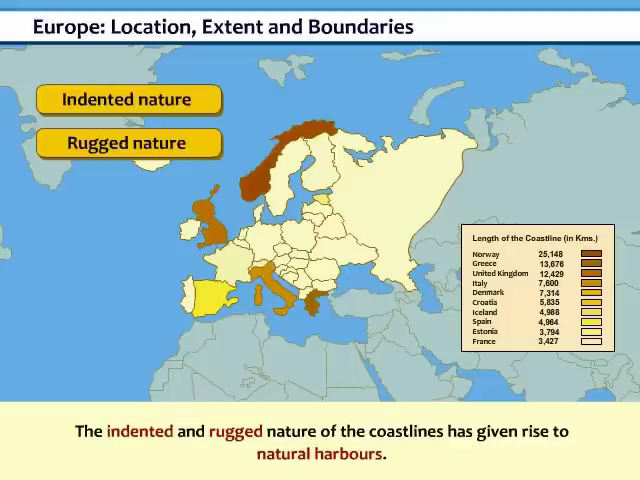 Europe: Location, Extent and Boundaries
Indented nature
Rugged nature
Length of the Coastline (in Kms.)
Norway 25,148
Greece 13,676
United Kingdom 12,429
Italy 7,600
Denmark 7,314
Croatia 5,835
Iceland 4,988
Spain 4,964
Estonia 3,794
France 3,427
The indented and rugged nature of the coastlines has given rise to
natural harbours.